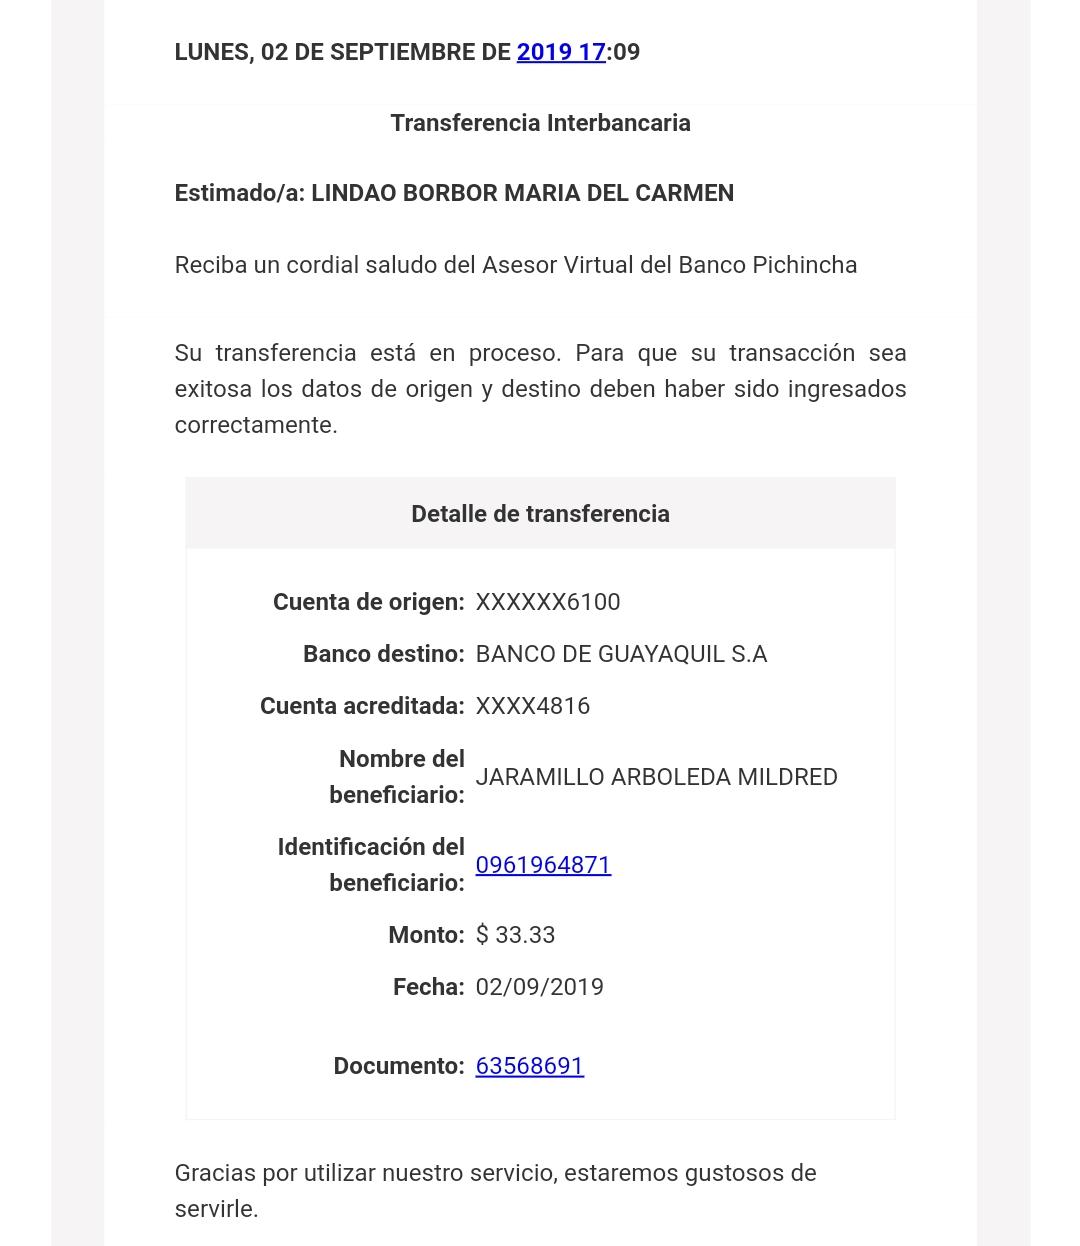 LUNES, 02 DE SEPTIEMBRE DE 2019 17:09
Transferencia Interbancaria
Estimado/a: LINDAO BORBOR MARIA DEL CARMEN
Reciba un cordial saludo del Asesor Virtual del Banco Pichincha
Su transferencia está en proceso. Para que su transacción sea
exitosa los datos de origen y destino deben haber sido ingresados
correctamente.
Detalle de transferencia
Cuenta de origen: XXXXXX6100
Banco destino: BANCO DE GUAYAQUIL S.A
Cuenta acreditada: XXXX4816
Nombre del
beneficiario: JARAMILLO ARBOLEDA MILDRED
Identificación del
beneficiario: 0961964871
Monto: $ 33.33
Fecha: 02/09/2019
Documento: 63568691
Gracias por utilizar nuestro servicio, estaremos gustosos de
servirle.